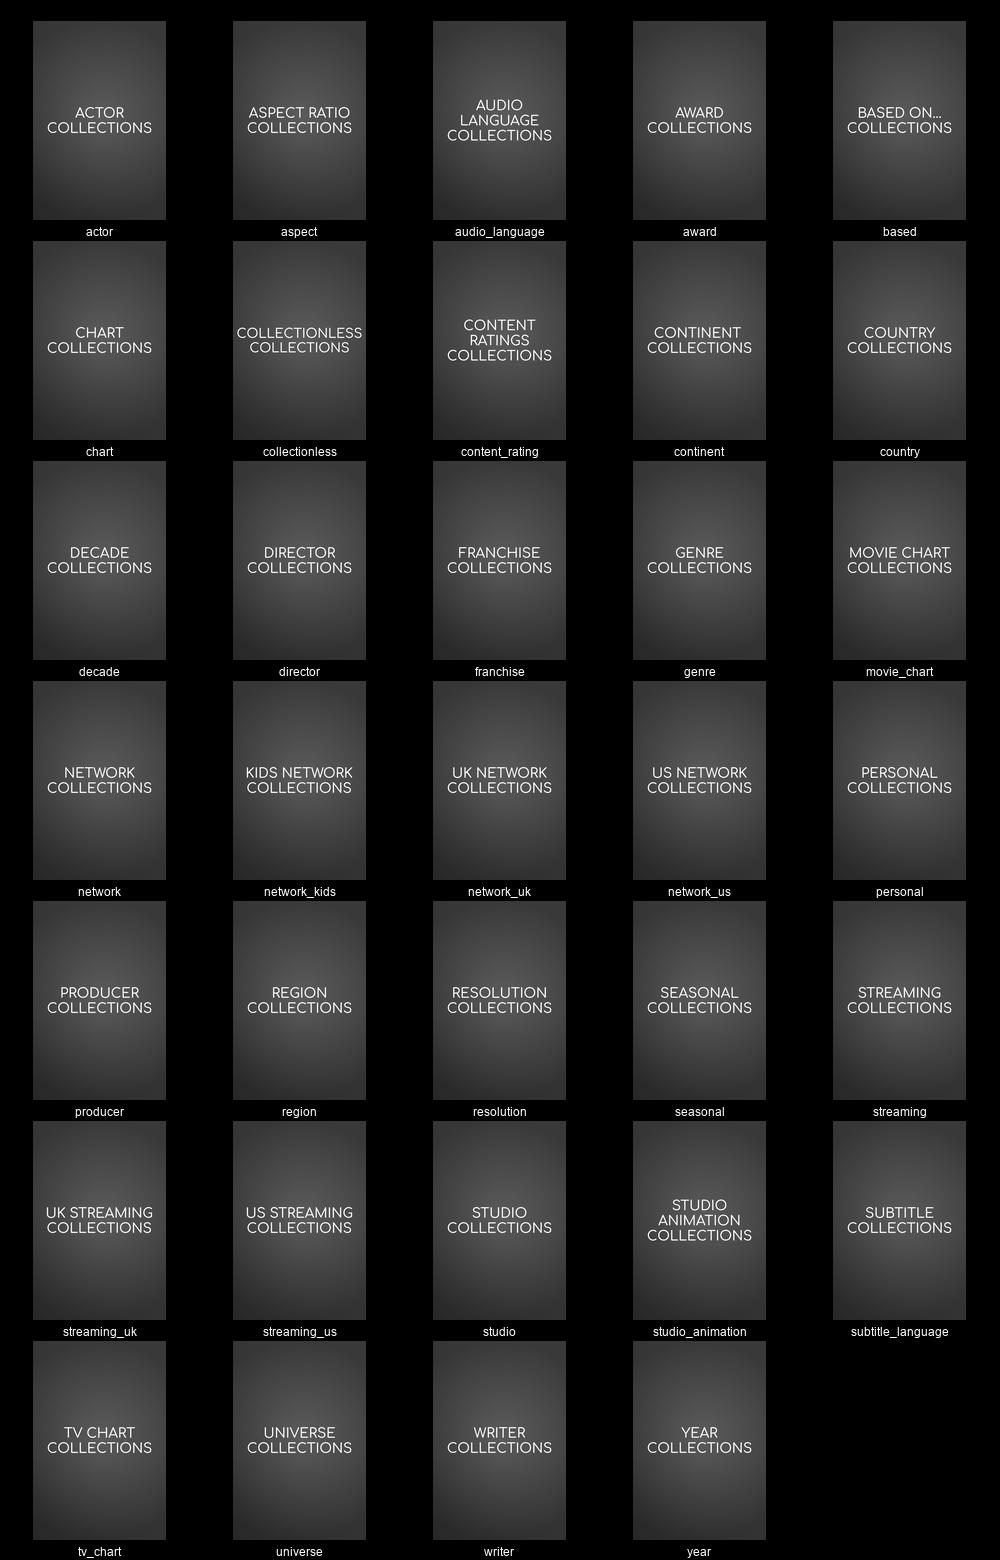 ACTOR
COLLECTIONS
actor
ASPECT RATIO
COLLECTIONS
aspect
AUDIO
LANGUAGE
COLLECTIONS
audio_language
AWARD
COLLECTIONS
award
BASED ON...
COLLECTIONS
based
CHART
COLLECTIONS
chart
COLLECTIONLESS
COLLECTIONS
collectionless
CONTENT
RATINGS
COLLECTIONS
content_rating
CONTINENT
COLLECTIONS
continent
COUNTRY
COLLECTIONS
country
DECADE
COLLECTIONS
decade
DIRECTOR
COLLECTIONS
director
FRANCHISE
COLLECTIONS
franchise
GENRE
COLLECTIONS
genre
MOVIE CHART
COLLECTIONS
movie_chart
NETWORK
COLLECTIONS
network
KIDS NETWORK
COLLECTIONS
network_kids
UK NETWORK
COLLECTIONS
network_uk
US NETWORK
COLLECTIONS
network_us
PERSONAL
COLLECTIONS
personal
PRODUCER
COLLECTIONS
producer
REGION
COLLECTIONS
region
RESOLUTION
COLLECTIONS
resolution
SEASONAL
COLLECTIONS
seasonal
STREAMING
COLLECTIONS
streaming
UK STREAMING
COLLECTIONS
streaming_uk
US STREAMING
COLLECTIONS
streaming_us
STUDIO
COLLECTIONS
studio
STUDIO
ANIMATION
COLLECTIONS
studio_animation
SUBTITLE
COLLECTIONS
subtitle_language
TV CHART
COLLECTIONS
tv_chart
UNIVERSE
COLLECTIONS
universe
WRITER
COLLECTIONS
writer
YEAR
COLLECTIONS
year